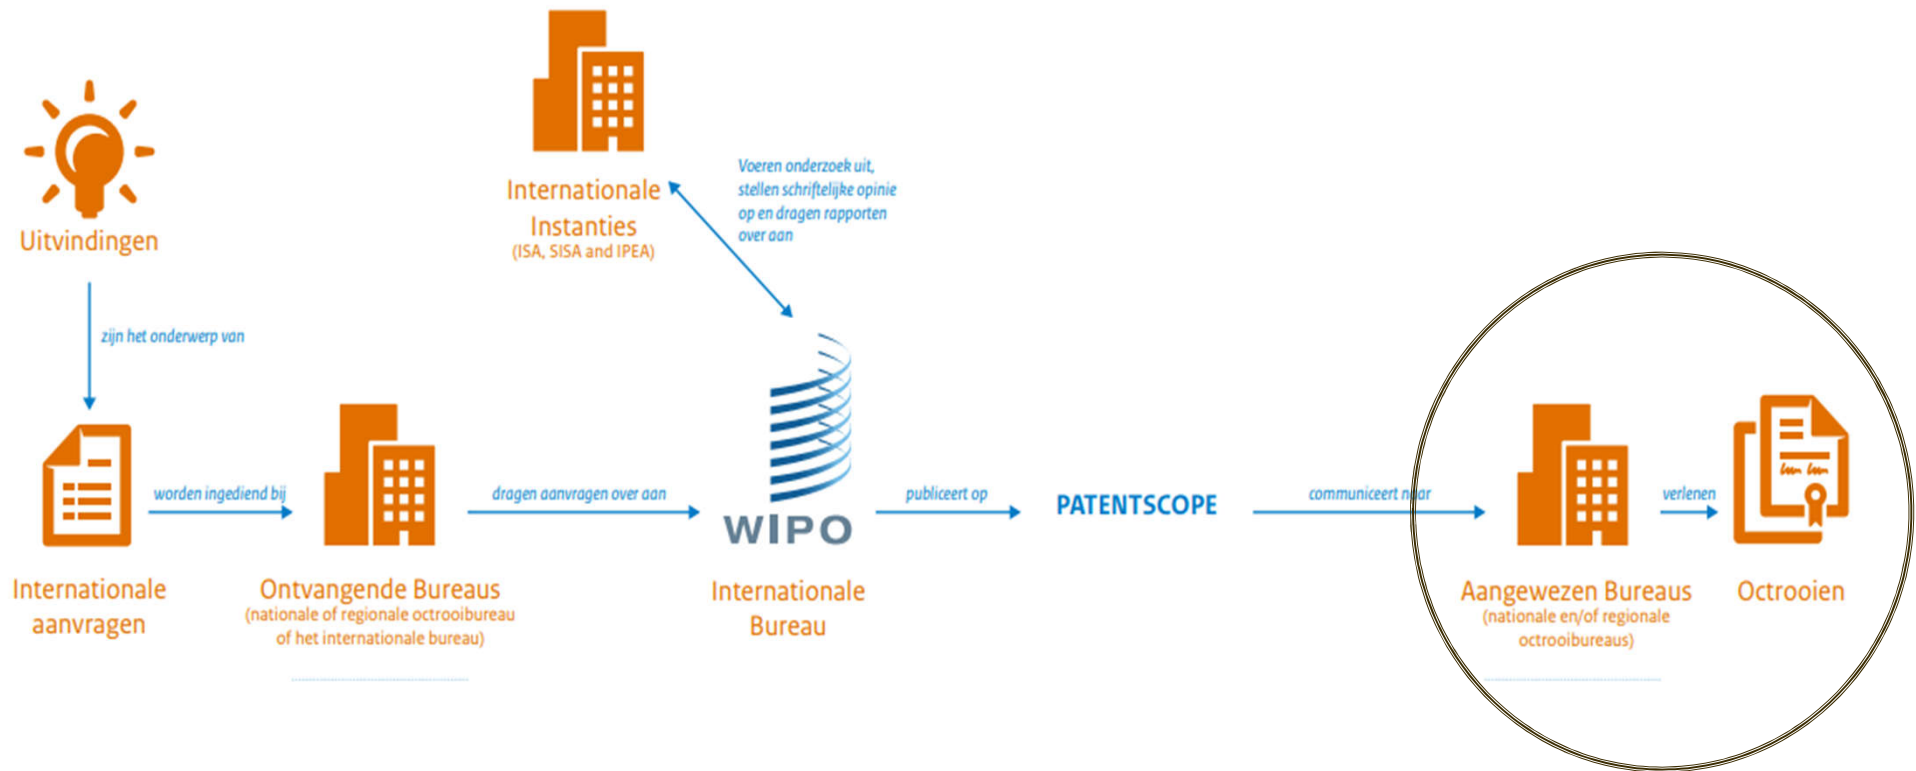 Uitvindingen
zijn het onderwerp van
Internationale
aanvragen
worden ingediend bij
Ontvangende Bureaus
(nationale of regionale octrooibureau
of het internationale bureau)
dragen aanvragen over aan
Internationale
Instanties
(ISA, SISA and IPEA)
Voeren onderzoek uit,
stellen schriftelijke opinie
op en dragen rapporten
over aan
WIPO
Internationale
Bureau
publiceert op
PATENTSCOPE
communiceert naar
Aangewezen Bureaus
(nationale en/of regionale
octrooibureaus)
verlenen
Octrooien